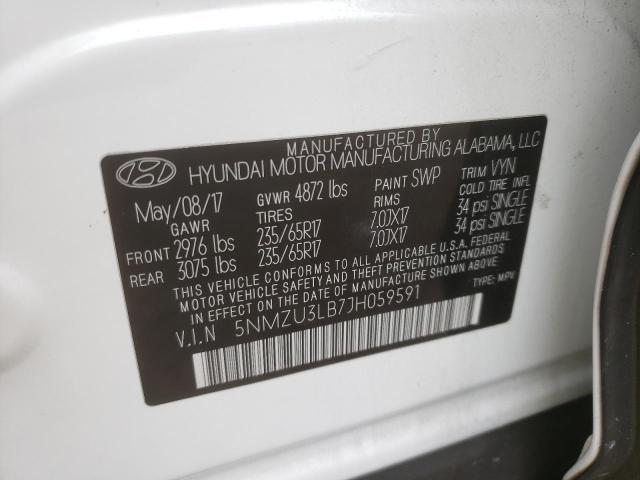 MANUFACTURED BY
HYUNDAI MOTOR MANUFACTURING ALABAMA, LLC
May/08/17 GVWR 4872 lbs PAINT SWP TRIM VYN
GAWR TIRES RIMS COLD TIRE INFL
FRONT 2976 lbs 235/65R17 7.0JX17 34 psi SINGLE
REAR 3075 lbs 235/65R17 7.0JX17 34 psi SINGLE
THIS VEHICLE CONFORMS TO ALL APPLICABLE U.S.A. FEDERAL
MOTOR VEHICLE SAFETY AND THEFT PREVENTION STANDARDS
IN EFFECT ON THE DATE OF MANUFACTURE SHOWN ABOVE.
V.I.N 5NMZU3LB7JH059591 TYPE: MPV